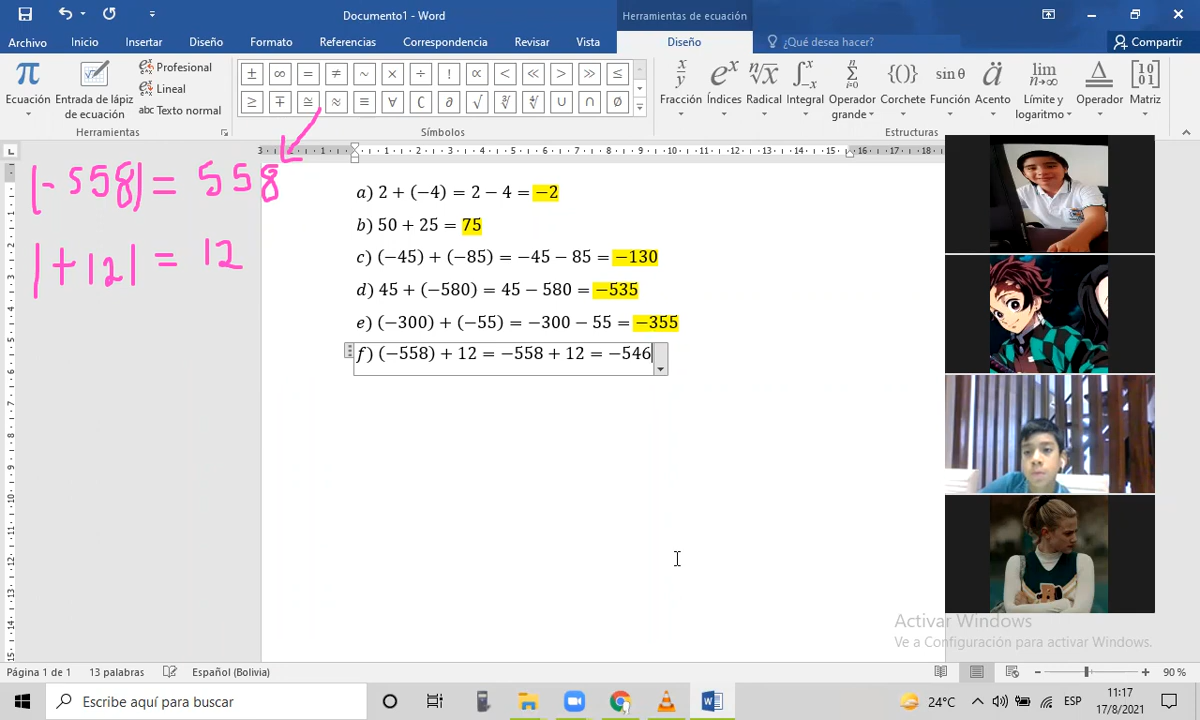 Documento1 - Word
Herramientas de ecuación
Archivo
Inicio
Insertar
Diseño
Formato
Referencias
Correspondencia
Revisar
Vista
Diseño
¿Qué desea hacer?
Compartir
π
Ecuación
Entrada de lápiz de ecuación
Profesional
Lineal
abc Texto normal
Herramientas
± ∞ = ≠ ~ × ÷ ! ∝ < ≪ > ≫ ≤
≥ ∓ ≅ ≈ ≡ ∀ ∁ ∂ √ ∛ ∜ ∪ ∩ ∅
Símbolos
Fracción
Índices
Radical
Integral
Operador grande
Corchete
Función
Acento
Límite y logaritmo
Operador
Matriz
Estructuras
|-558| = 558
|+12| = 12
a) 2 + (−4) = 2 − 4 = −2
b) 50 + 25 = 75
c) (−45) + (−85) = −45 − 85 = −130
d) 45 + (−580) = 45 − 580 = −535
e) (−300) + (−55) = −300 − 55 = −355
f) (−558) + 12 = −558 + 12 = −546
Activar Windows
Ve a Configuración para activar Windows.
Página 1 de 1
13 palabras
Español (Bolivia)
90 %
Escribe aquí para buscar
24°C
ESP
11:17
17/8/2021